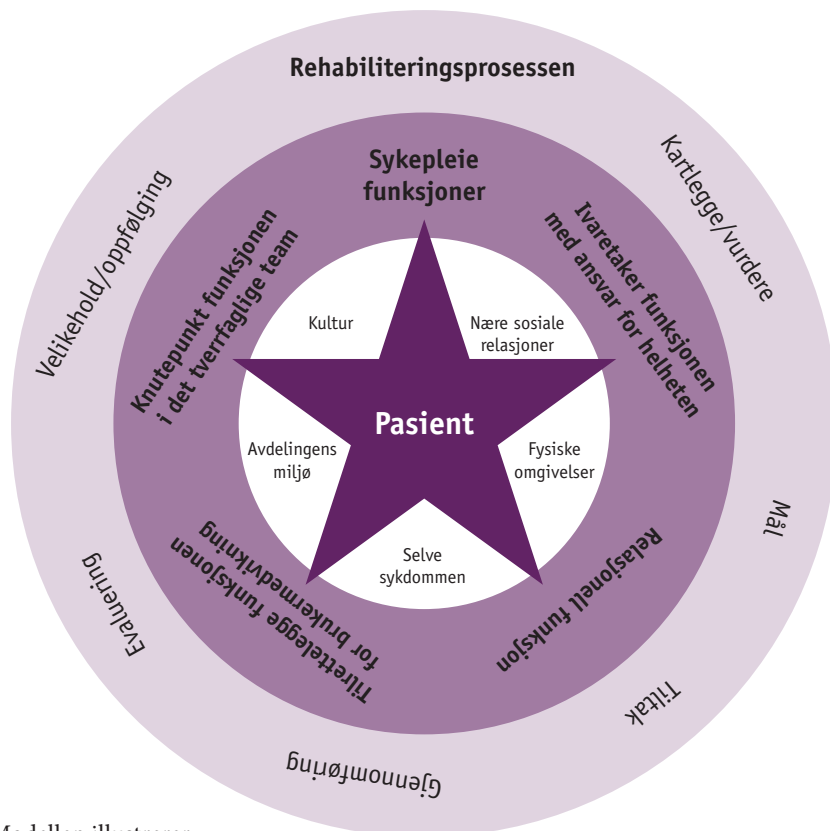 Rehabiliteringsprosessen
Kartlegge/vurdere
Mål
Tiltak
Gjennomføring
Evaluering
Velikehold/oppfølging
Sykepleie
funksjoner
Ivaretaker funksjonen
med ansvar for helheten
Relasjonell funksjon
Tilrettelegge funksjonen
for brukermedvikning
Knutepunkt funksjonen
i det tverrfaglige team
Kultur
Nære sosiale
relasjoner
Pasient
Avdelingens
miljø
Fysiske
omgivelser
Selve
sykdommen